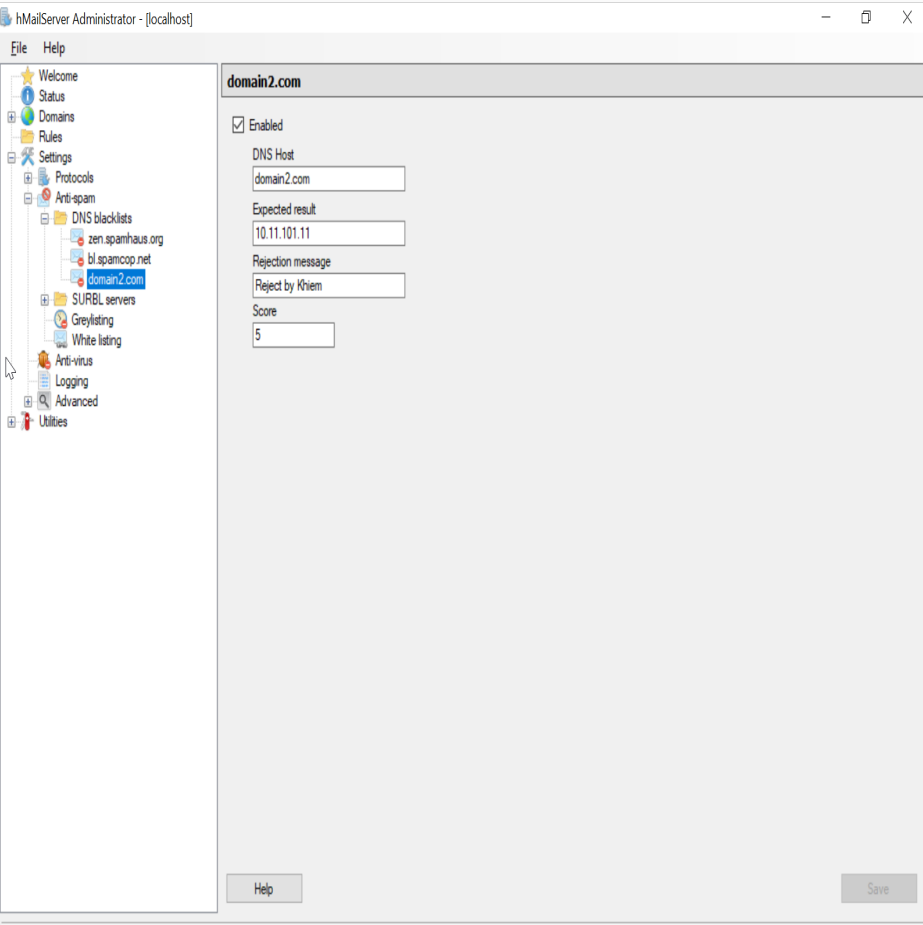 hMailServer Administrator - [localhost]
File Help
Welcome
Status
Domains
Rules
Settings
Protocols
Anti-spam
DNS blacklists
zen.spamhaus.org
bl.spamcop.net
domain2.com
SURBL servers
Greylisting
White listing
Anti-virus
Logging
Advanced
Utilities
domain2.com
Enabled
DNS Host
domain2.com
Expected result
10.11.101.11
Rejection message
Reject by Khiem
Score
5
Help
Save